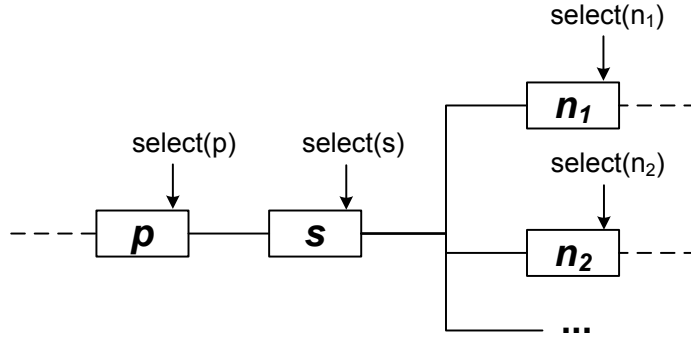 select(n₁)
n₁
select(p)
select(s)
select(n₂)
p
s
n₂
...